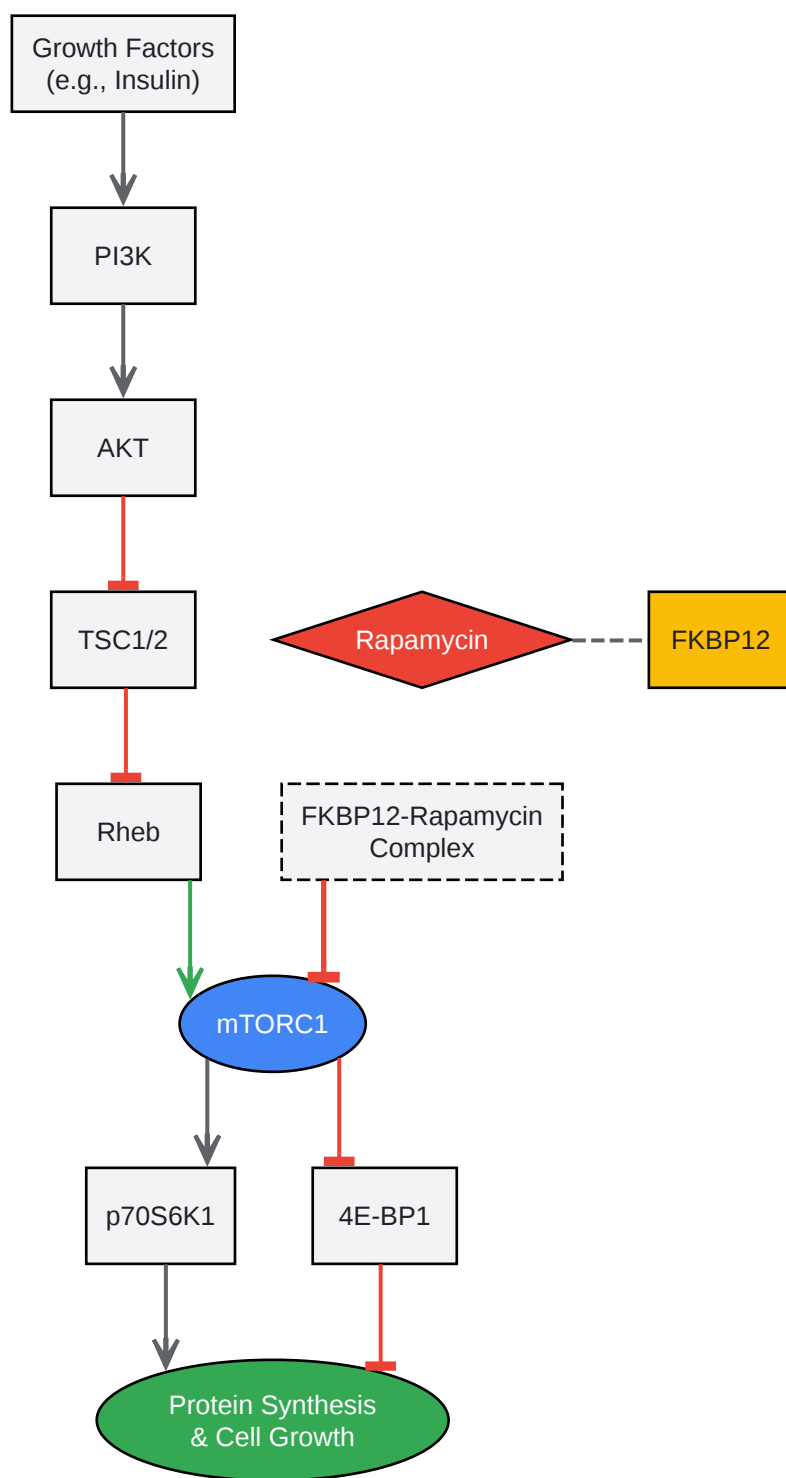 Growth Factors
(e.g., Insulin)
PI3K
AKT
TSC1/2
Rapamycin
FKBP12
Rheb
FKBP12-Rapamycin
Complex
mTORC1
p70S6K1
4E-BP1
Protein Synthesis
& Cell Growth